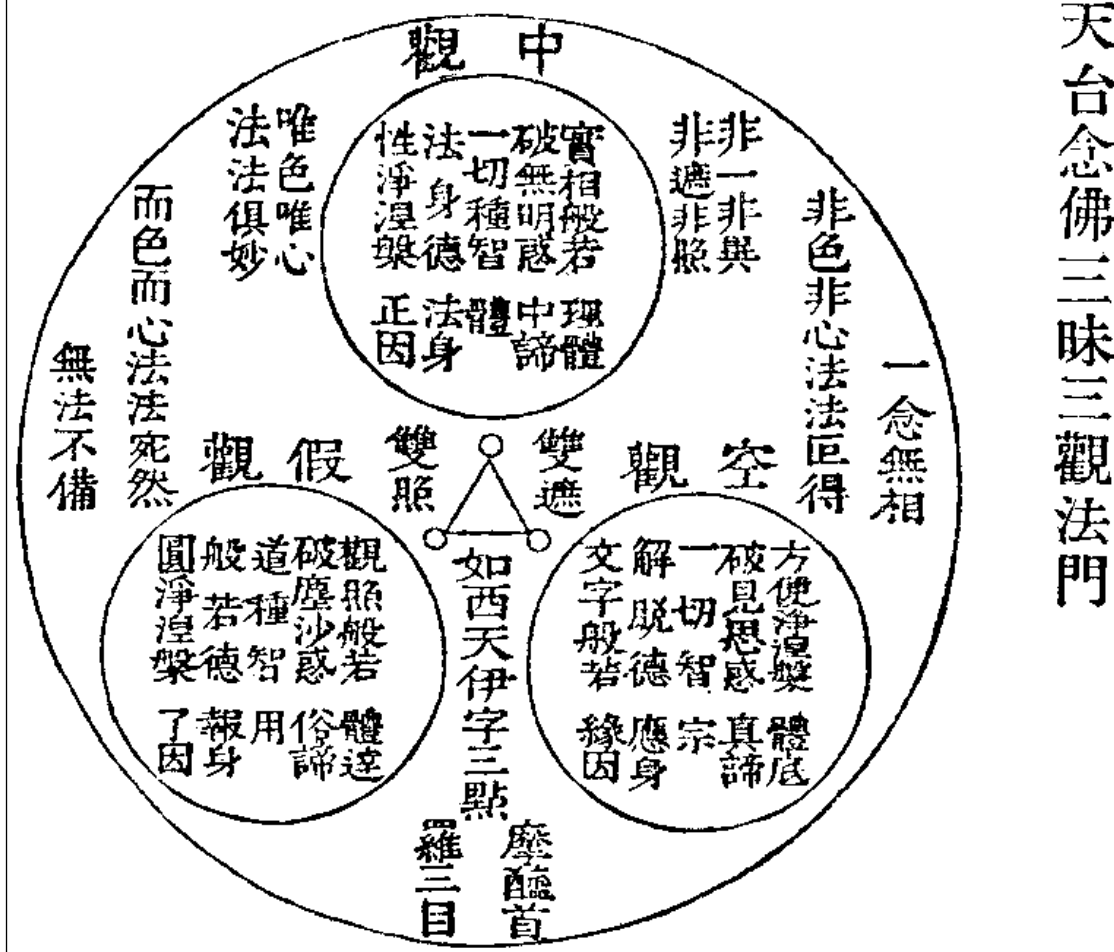 天台念佛三昧三觀法門
中觀
一念無相
非色非心法法叵得
非一非異
非遮非照
實相般若 理體
破無明惑 中諦
一切種智 體
法身德 法身
性淨涅槃 正因
唯色唯心
法法俱妙
而色而心法法宛然
無法不備
空觀
方便淨涅槃 體底
破見思惑 真諦
一切智 宗
解脱德 應身
文字般若 緣因
雙遮
雙照
如西天伊字三點
摩醯首
羅三目
假觀
觀照般若 體達
破塵沙惑 俗諦
道種智 用
般若德 報身
圓淨涅槃 了因